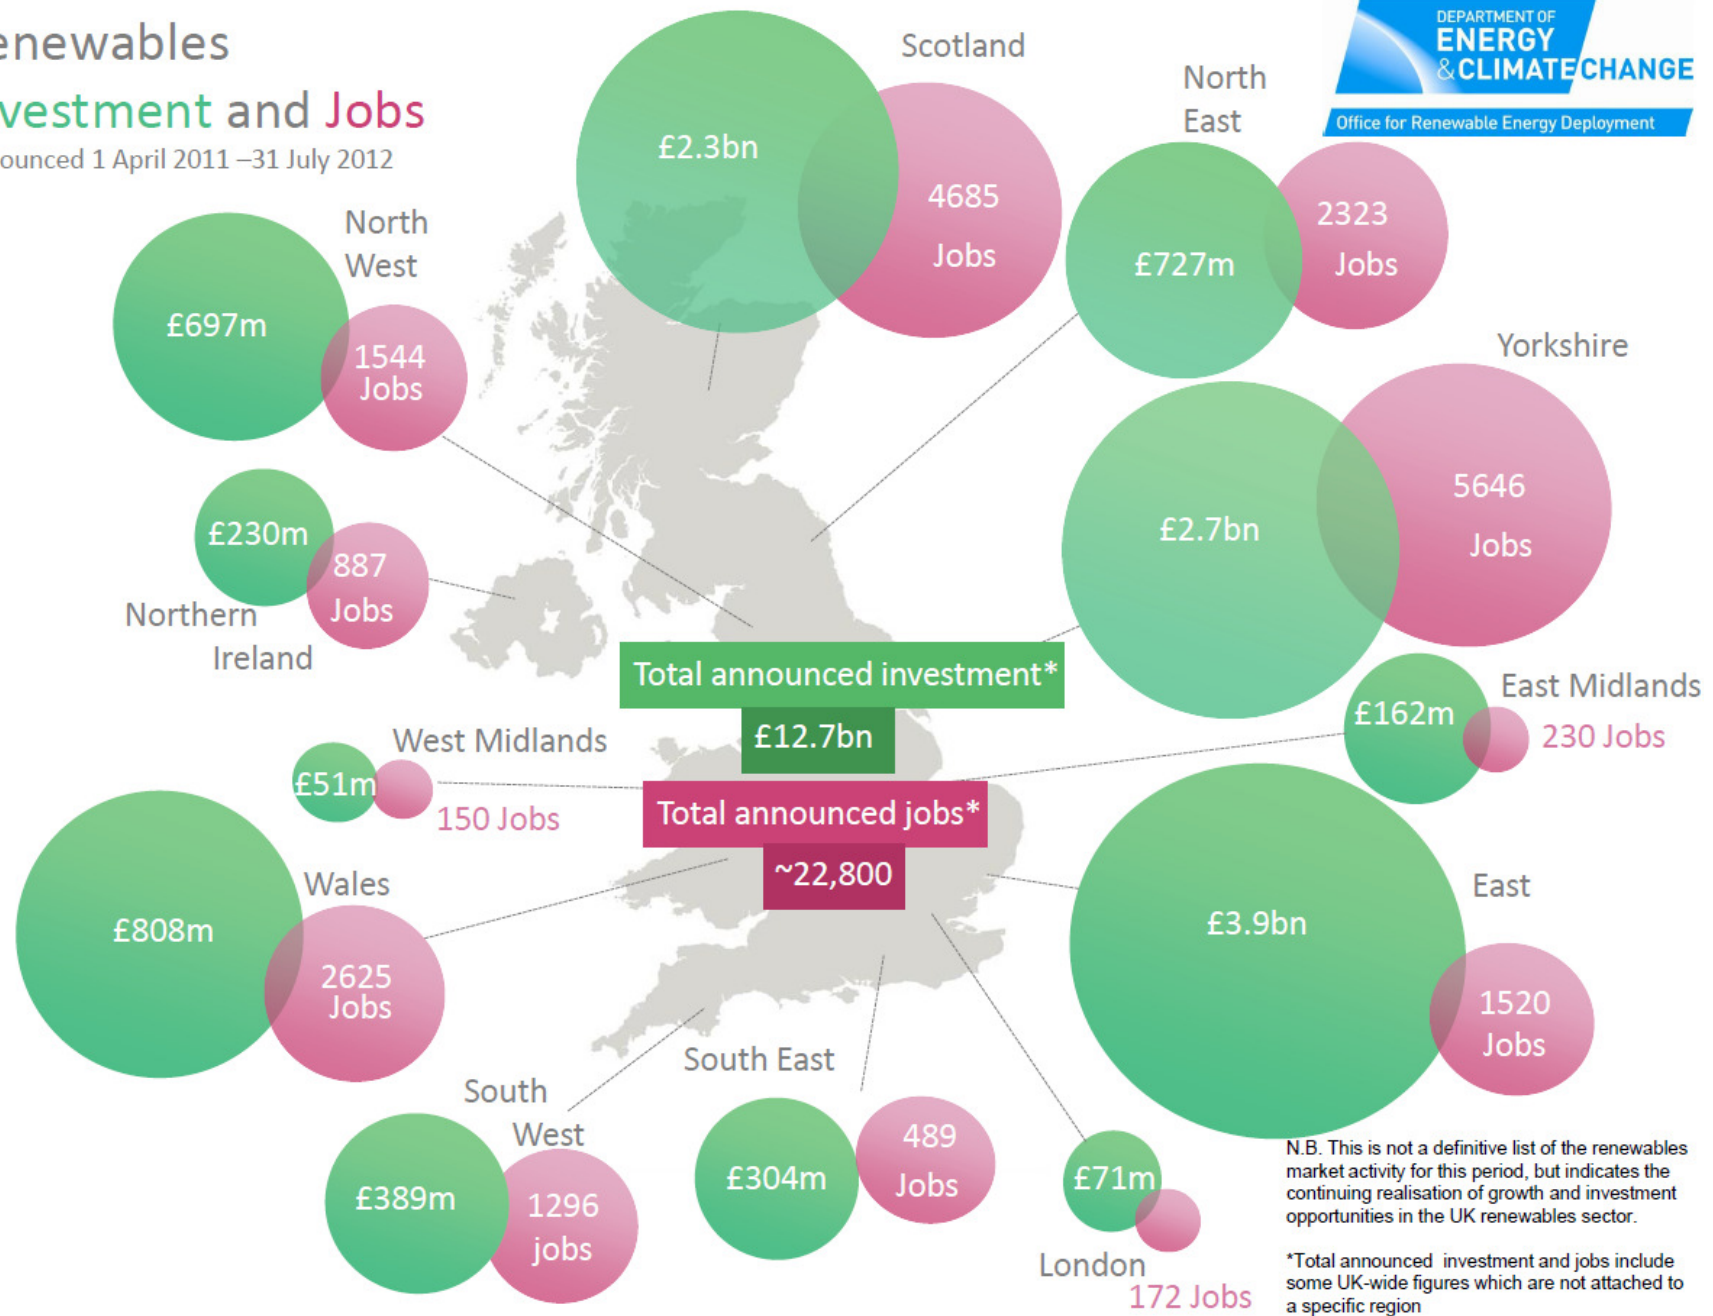 enewables
vestment and Jobs
ounced 1 April 2011 –31 July 2012
DEPARTMENT OF
ENERGY
& CLIMATE CHANGE
Office for Renewable Energy Deployment
Scotland
£2.3bn
4685
Jobs
North
East
£727m
2323
Jobs
North
West
£697m
1544
Jobs
Yorkshire
£2.7bn
5646
Jobs
£230m
887
Jobs
Northern
Ireland
Total announced investment*
£12.7bn
Total announced jobs*
~22,800
East Midlands
£162m
230 Jobs
West Midlands
£51m
150 Jobs
Wales
£808m
2625
Jobs
East
£3.9bn
1520
Jobs
South
West
£389m
1296
jobs
South East
£304m
489
Jobs
£71m
London
172 Jobs
N.B. This is not a definitive list of the renewables
market activity for this period, but indicates the
continuing realisation of growth and investment
opportunities in the UK renewables sector.
*Total announced investment and jobs include
some UK-wide figures which are not attached to
a specific region